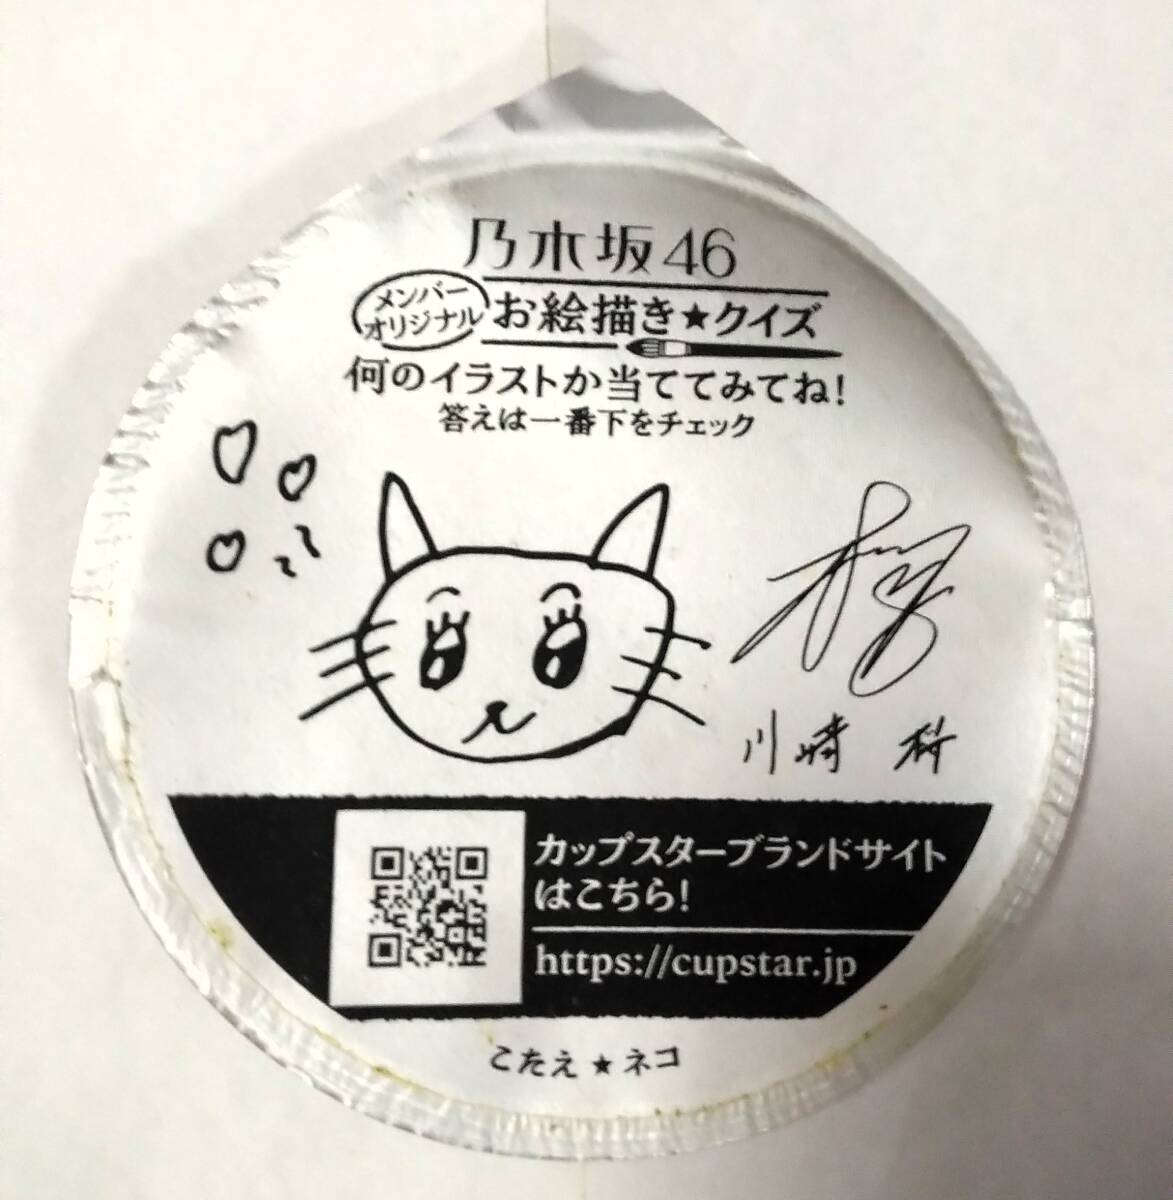 乃木坂46
メンバー
オリジナル
お絵描き★クイズ
何のイラストか当ててみてね!
答えは一番下をチェック
桜
川﨑 桜
カップスターブランドサイト
はこちら!
https://cupstar.jp
こたえ★ネコ